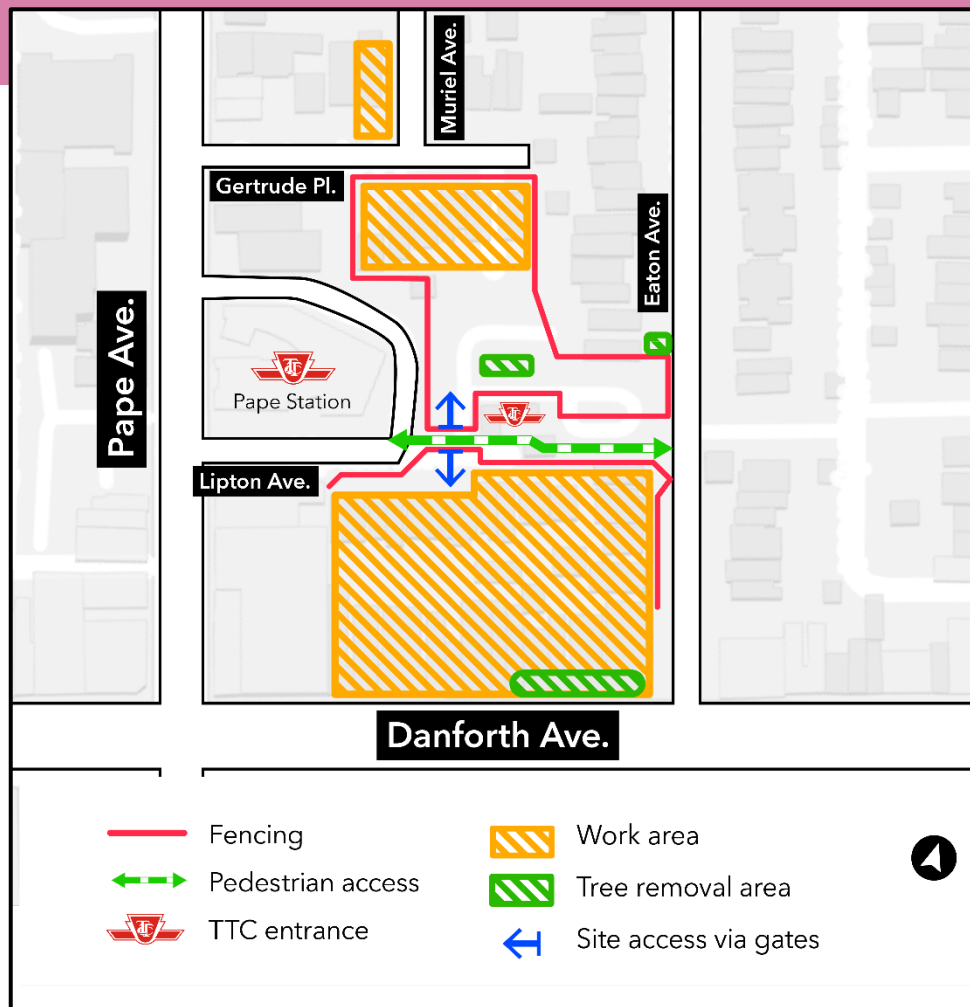 Muriel Ave.
Gertrude Pl.
Eaton Ave.
Pape Ave.
Pape Station
Lipton Ave.
Danforth Ave.
Fencing
Work area
Pedestrian access
Tree removal area
TTC entrance
Site access via gates